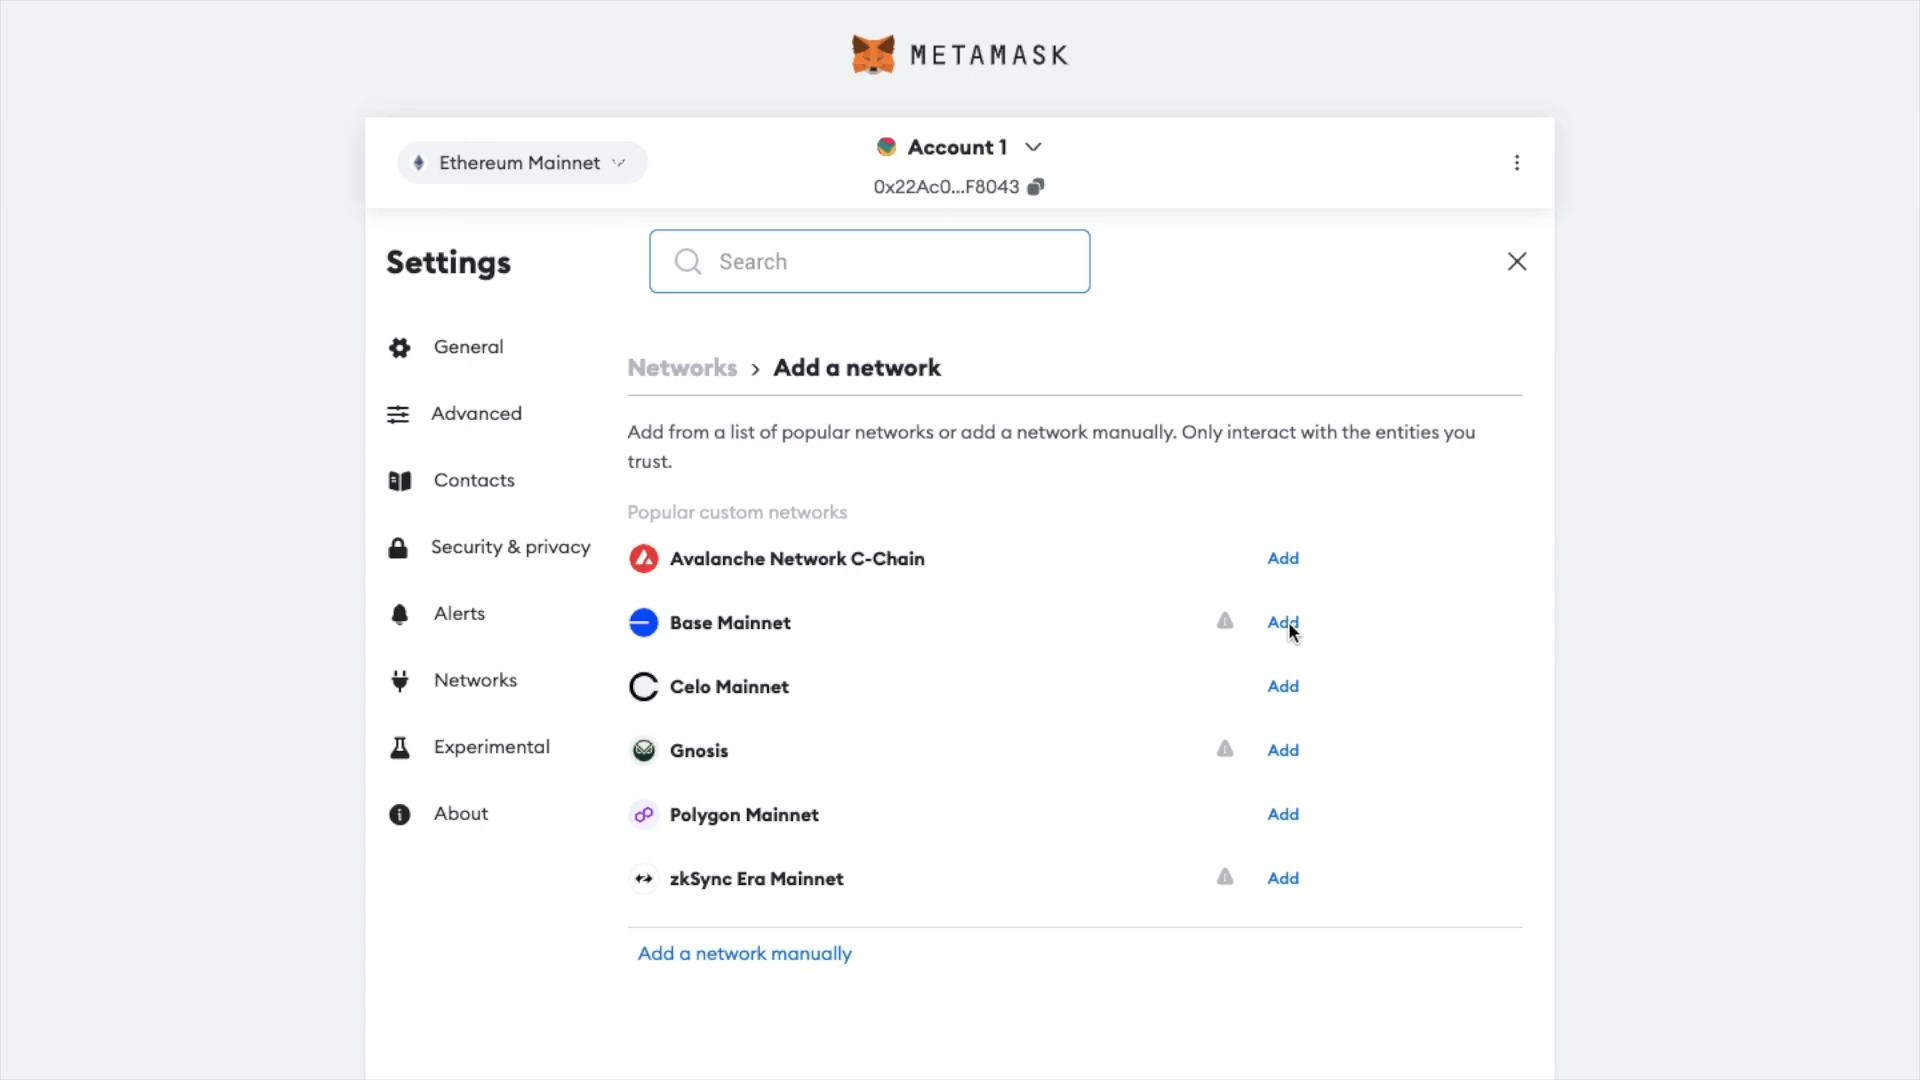 METAMASK
Ethereum Mainnet
Account 1
0x22Ac0...F8043
Settings
Search
General
Advanced
Contacts
Security & privacy
Alerts
Networks
Experimental
About
Networks > Add a network
Add from a list of popular networks or add a network manually. Only interact with the entities you
trust.
Popular custom networks
Avalanche Network C-Chain Add
Base Mainnet Add
Celo Mainnet Add
Gnosis Add
Polygon Mainnet Add
zkSync Era Mainnet Add
Add a network manually